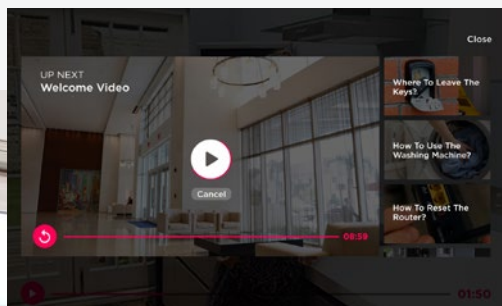 Close
UP NEXT
Welcome Video
Where To Leave The
Keys?
How To Use The
Washing Machine?
Cancel
How To Reset The
Router?
08:59
01:50